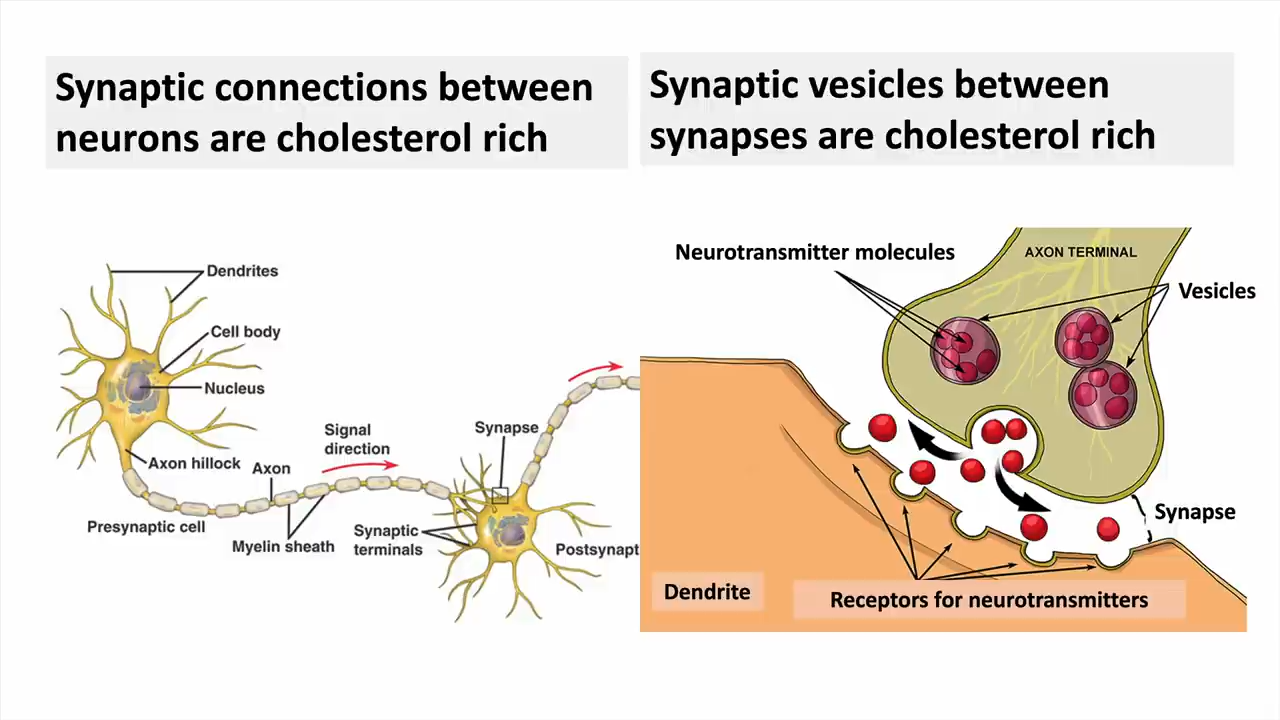 Synaptic connections between
neurons are cholesterol rich
Synaptic vesicles between
synapses are cholesterol rich
Dendrites
Cell body
Nucleus
Axon hillock
Axon
Signal
direction
Synapse
Presynaptic cell
Myelin sheath
Synaptic
terminals
Postsynapt
Neurotransmitter molecules
AXON TERMINAL
Vesicles
Synapse
Dendrite
Receptors for neurotransmitters